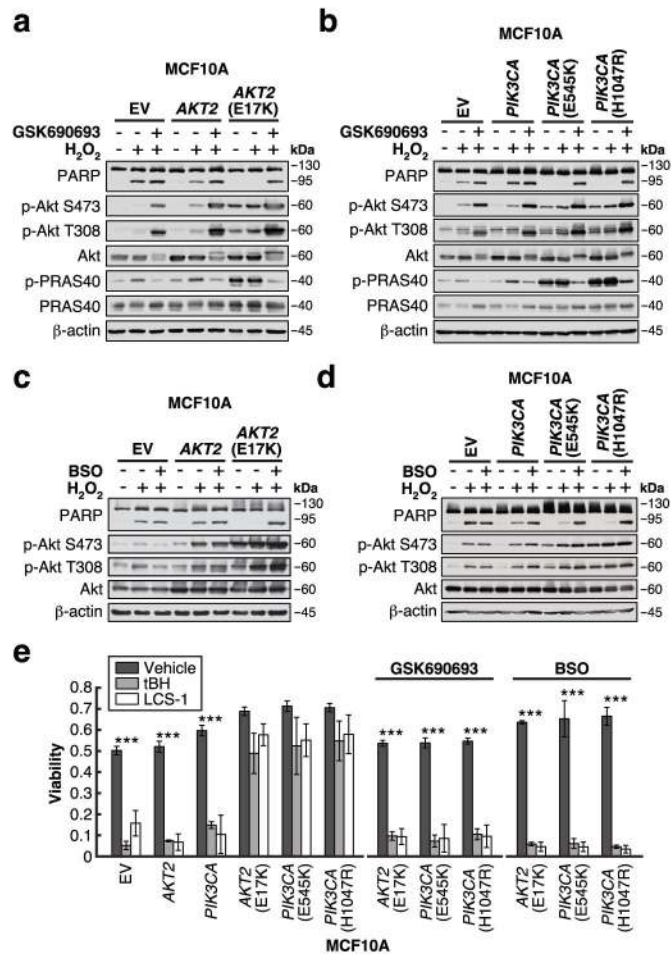 a
MCF10A
EV AKT2 AKT2 (E17K)
GSK690693 - - + - - + - - +
H2O2 - + + - + + - + + kDa
PARP -130
-95
p-Akt S473 -60
p-Akt T308 -60
Akt -60
p-PRAS40 -40
PRAS40 -40
β-actin -45
b
MCF10A
EV PIK3CA PIK3CA (E545K) PIK3CA (H1047R)
GSK690693 - - + - - + - - + - - +
H2O2 - + + - + + - + + - + + kDa
PARP -130
-95
p-Akt S473 -60
p-Akt T308 -60
Akt -60
p-PRAS40 -40
PRAS40 -40
β-actin -45
c
MCF10A
EV AKT2 AKT2 (E17K)
BSO - - + - - + - - +
H2O2 - + + - + + - + + kDa
PARP -130
-95
p-Akt S473 -60
p-Akt T308 -60
Akt -60
β-actin -45
d
MCF10A
EV PIK3CA PIK3CA (E545K) PIK3CA (H1047R)
BSO - - + - - + - - + - - +
H2O2 - + + - + + - + + - + + kDa
PARP -130
-95
p-Akt S473 -60
p-Akt T308 -60
Akt -60
β-actin -45
e
Vehicle
tBH
LCS-1
GSK690693 BSO
Viability
0.7
0.6
0.5
0.4
0.3
0.2
0.1
0
*** *** *** *** *** *** *** *** ***
EV
AKT2
PIK3CA
AKT2 (E17K)
PIK3CA (E545K)
PIK3CA (H1047R)
AKT2 (E17K)
PIK3CA (E545K)
PIK3CA (H1047R)
AKT2 (E17K)
PIK3CA (E545K)
PIK3CA (H1047R)
MCF10A